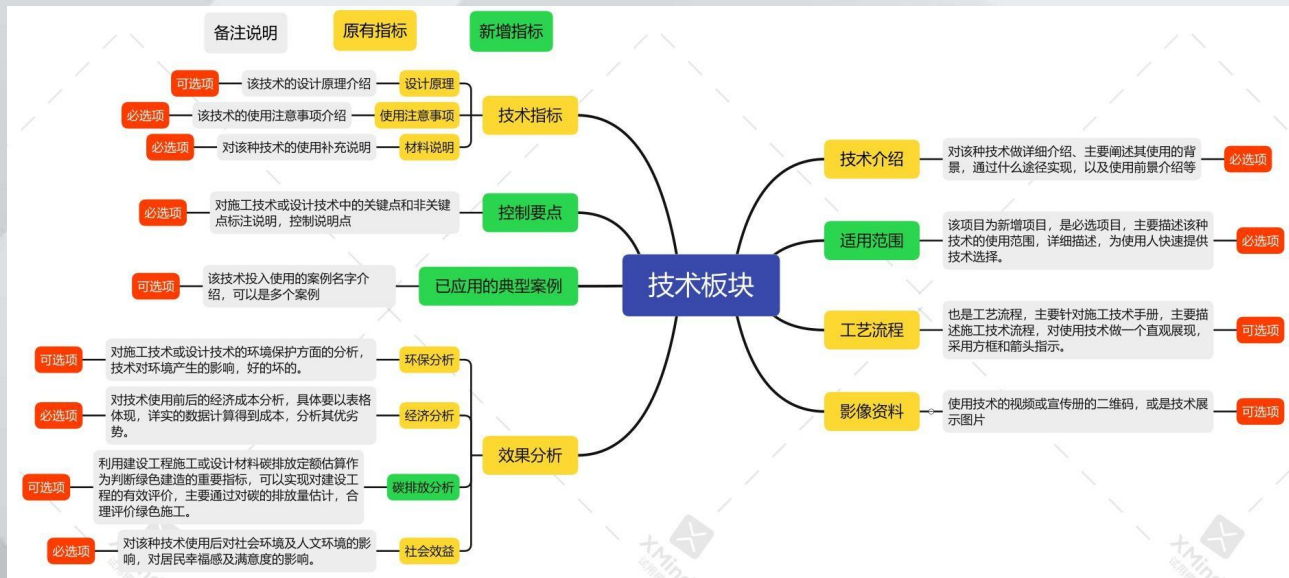 备注说明
原有指标
新增指标
可选项
该技术的设计原理介绍
设计原理
必选项
该技术的使用注意事项介绍
使用注意事项
必选项
对该种技术的使用补充说明
材料说明
技术指标
必选项
对施工技术或设计技术中的关键点和非关键
点标注说明，控制说明点
控制要点
可选项
该技术投入使用的案例名字介
绍，可以是多个案例
已应用的典型案例
可选项
对施工技术或设计技术的环境保护方面的分析，
技术对环境产生的影响，好的坏的。
环保分析
必选项
对技术使用前后的经济成本分析，具体要以表格
体现，详实的数据计算得到成本，分析其优劣
势。
经济分析
可选项
利用建设工程施工或设计材料碳排放定额估算作
为判断绿色建造的重要指标，可以实现对建设工
程的有效评价，主要通过对碳的排放量估计，合
理评价绿色施工。
碳排放分析
必选项
对该种技术使用后对社会环境及人文环境的影
响，对居民幸福感及满意度的影响。
社会效益
效果分析
技术板块
技术介绍
对该种技术做详细介绍、主要阐述其使用的背
景，通过什么途径实现，以及使用前景介绍等
必选项
适用范围
该项目为新增项目，是必选项目，主要描述该种
技术的使用范围，详细描述，为使用人快速提供
技术选择。
必选项
工艺流程
也是工艺流程，主要针对施工技术手册，主要描
述施工技术流程，对使用技术做一个直观展现，
采用方框和箭头指示。
可选项
影像资料
使用技术的视频或宣传册的二维码，或是技术展
示图片
可选项